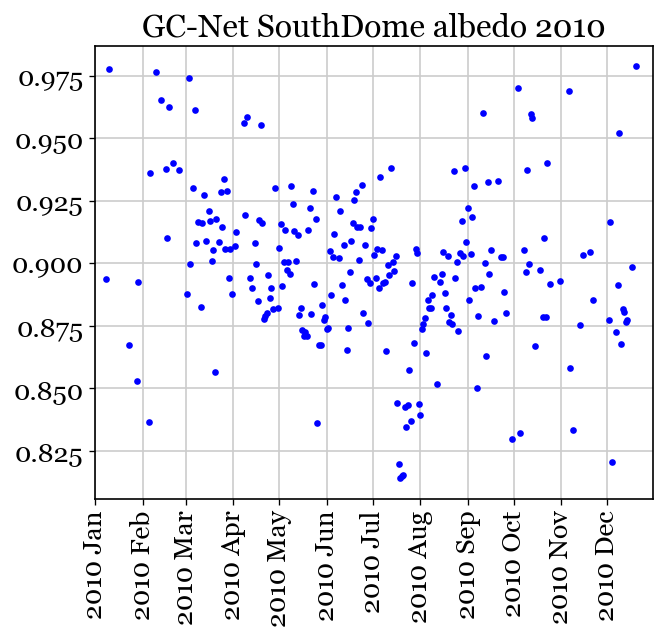 GC-Net SouthDome albedo 2010
0.975
0.950
0.925
0.900
0.875
0.850
0.825
2010 Jan
2010 Feb
2010 Mar
2010 Apr
2010 May
2010 Jun
2010 Jul
2010 Aug
2010 Sep
2010 Oct
2010 Nov
2010 Dec